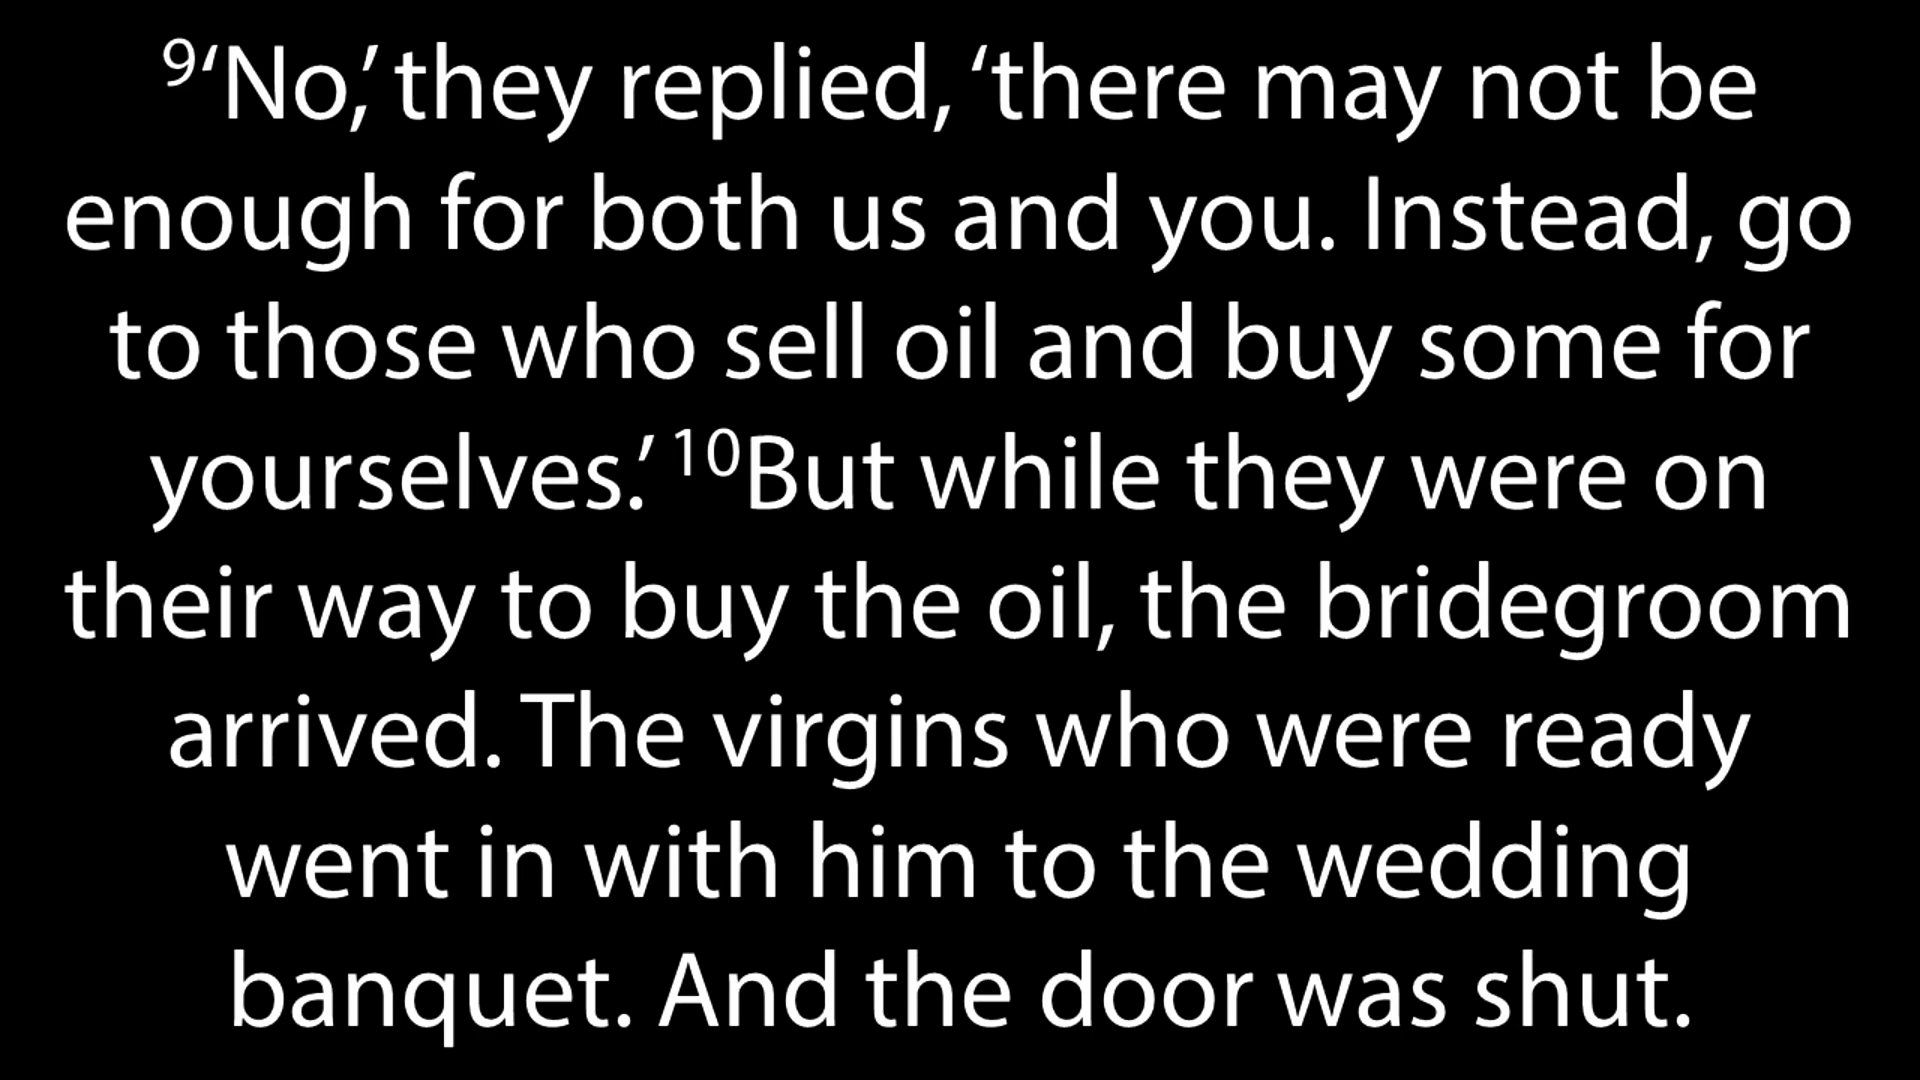 ⁹‘No,’ they replied, ‘there may not be
enough for both us and you. Instead, go
to those who sell oil and buy some for
yourselves.’ ¹⁰But while they were on
their way to buy the oil, the bridegroom
arrived. The virgins who were ready
went in with him to the wedding
banquet. And the door was shut.